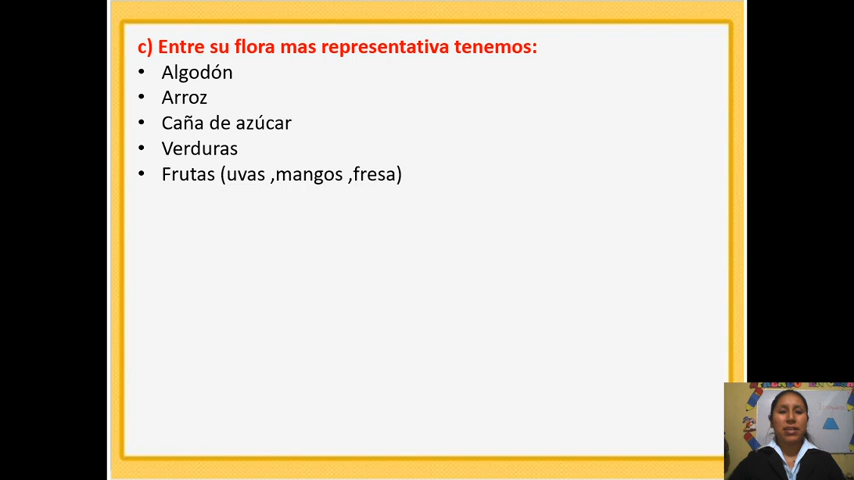 c) Entre su flora mas representativa tenemos:
• Algodón
• Arroz
• Caña de azúcar
• Verduras
• Frutas (uvas ,mangos ,fresa)